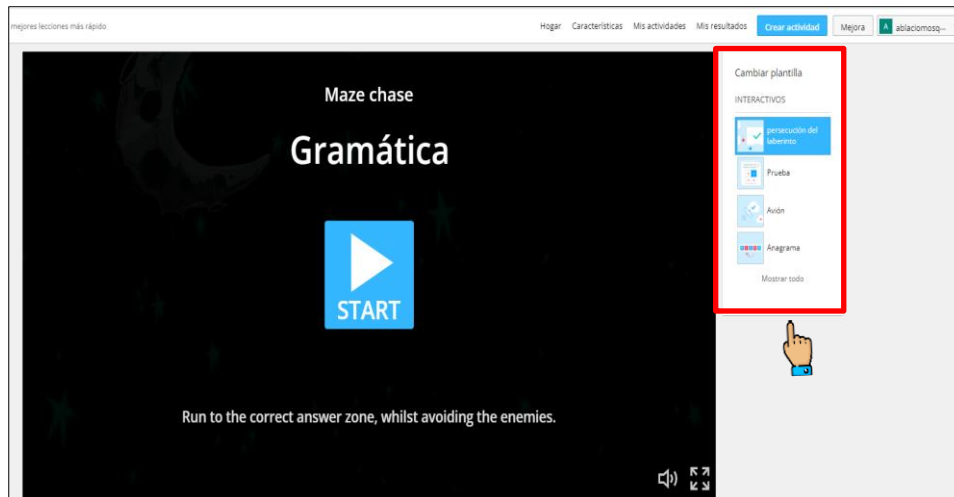 mejores lecciones más rápido
Hogar Características Mis actividades Mis resultados Crear actividad Mejora A ablaciomosq--
Maze chase
Gramática
START
Run to the correct answer zone, whilst avoiding the enemies.
Cambiar plantilla
INTERACTIVOS
persecución del
laberinto
Prueba
Avión
Anagrama
Mostrar todo